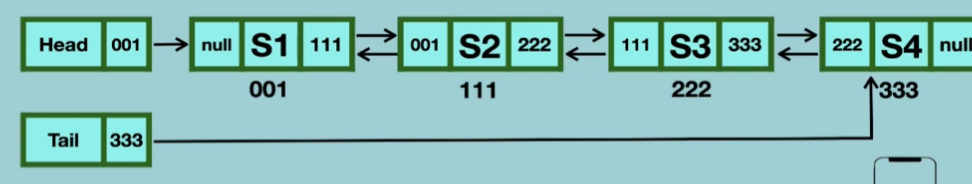 Head 001 null S1 111 001 S2 222 111 S3 333 222 S4 null
001 111 222 333
Tail 333